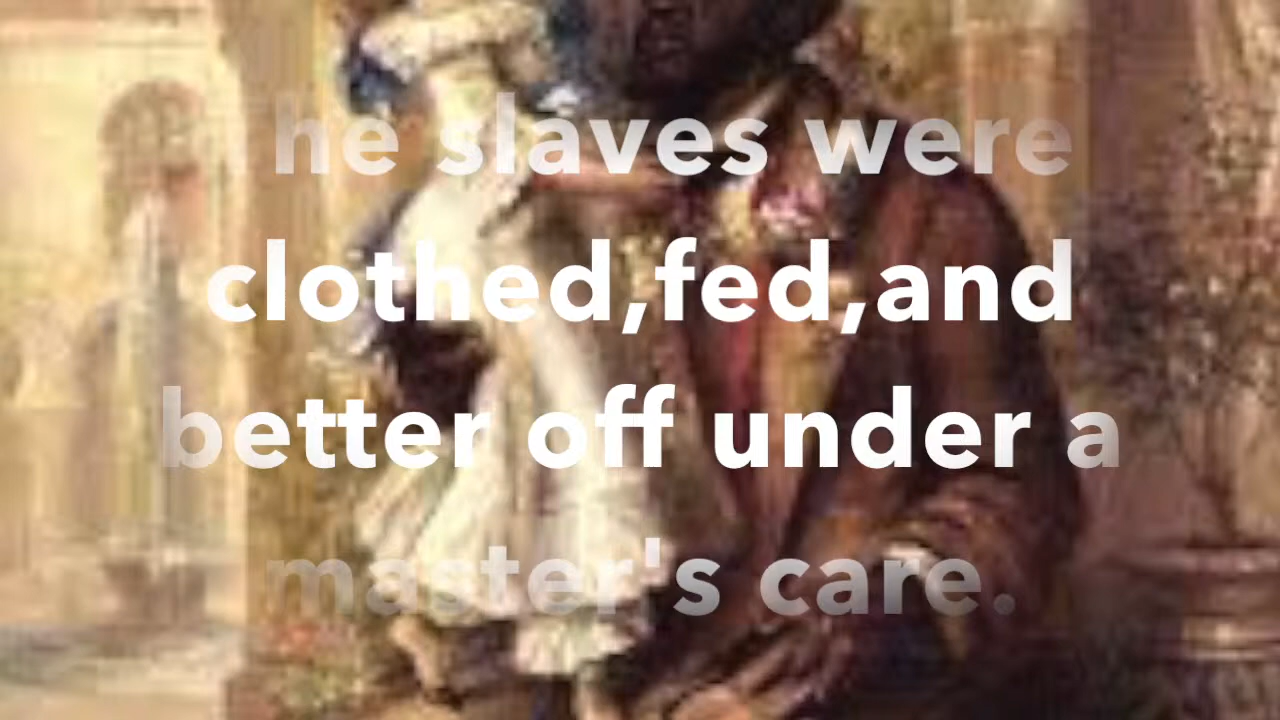 he slaves were
clothed,fed,and
better off under a
master's care.